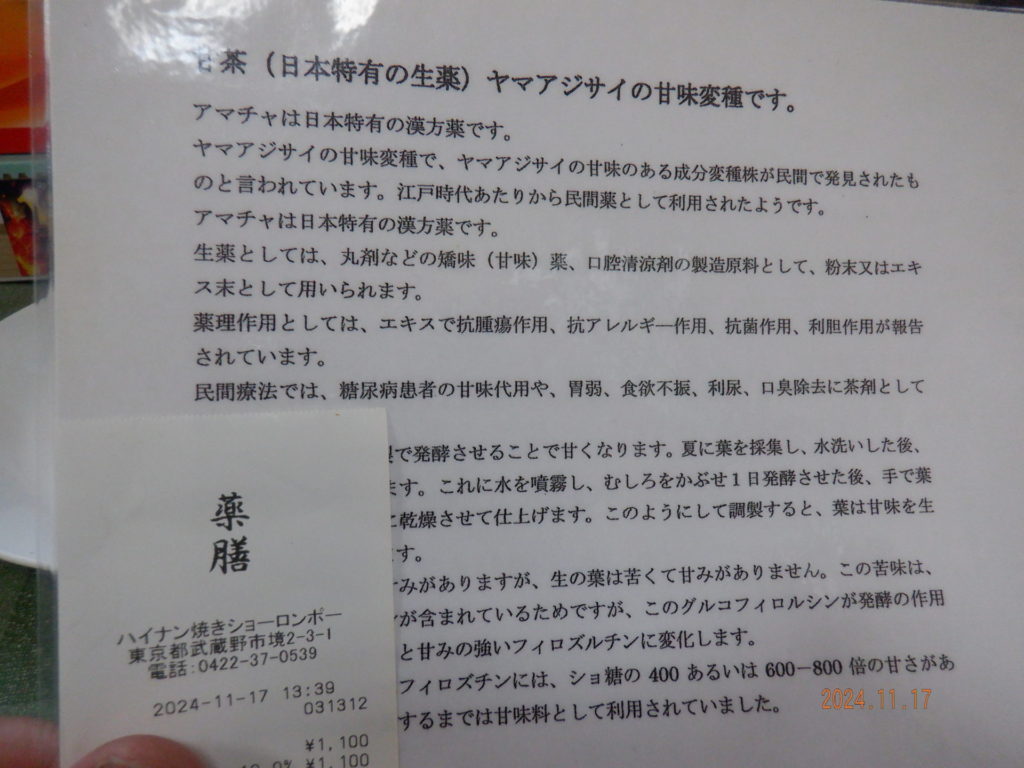 甘茶（日本特有の生薬）ヤマアジサイの甘味変種です。
アマチャは日本特有の漢方薬です。
ヤマアジサイの甘味変種で、ヤマアジサイの甘味のある成分変種株が民間で発見されたも
のと言われています。江戸時代あたりから民間薬として利用されたようです。
アマチャは日本特有の漢方薬です。
生薬としては、丸剤などの矯味（甘味）薬、口腔清涼剤の製造原料として、粉末又はエキ
ス末として用いられます。
薬理作用としては、エキスで抗腫瘍作用、抗アレルギ―作用、抗菌作用、利胆作用が報告
されています。
民間療法では、糖尿病患者の甘味代用や、胃弱、食欲不振、利尿、口臭除去に茶剤として
で発酵させることで甘くなります。夏に葉を採集し、水洗いした後、
ます。これに水を噴霧し、むしろをかぶせ１日発酵させた後、手で葉
に乾燥させて仕上げます。このようにして調製すると、葉は甘味を生
す。
みがありますが、生の葉は苦くて甘みがありません。この苦味は、
が含まれているためですが、このグルコフィロルシンが発酵の作用
と甘みの強いフィロズルチンに変化します。
フィロズチンには、ショ糖の 400 あるいは 600－800 倍の甘さがあ
するまでは甘味料として利用されていました。
薬
膳
ハイナン焼きショーロンポー
東京都武蔵野市境2-3-1
電話:0422-37-0539
2024-11-17 13:39
031312
¥1,100
¥1,100
2024.11.17